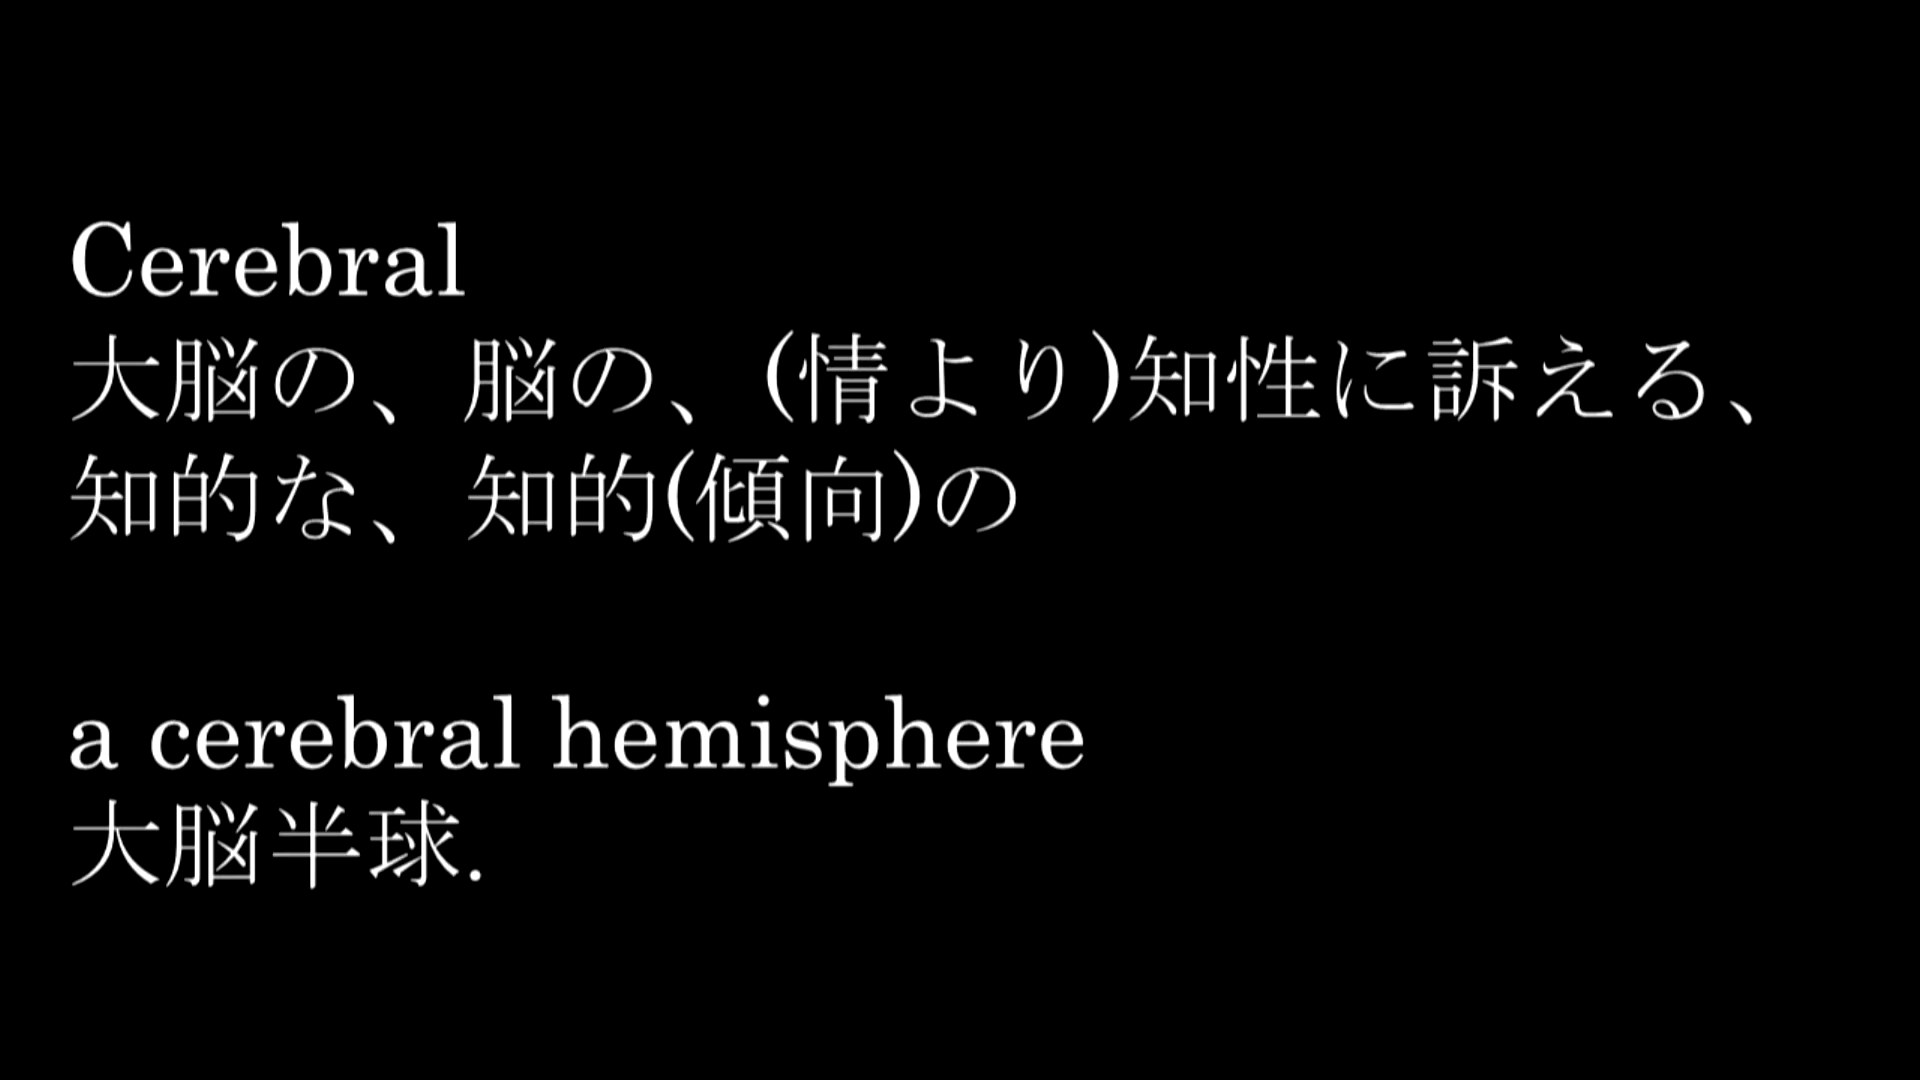 Cerebral
大脳の、脳の、(情より)知性に訴える、
知的な、知的(傾向)の
a cerebral hemisphere
大脳半球.